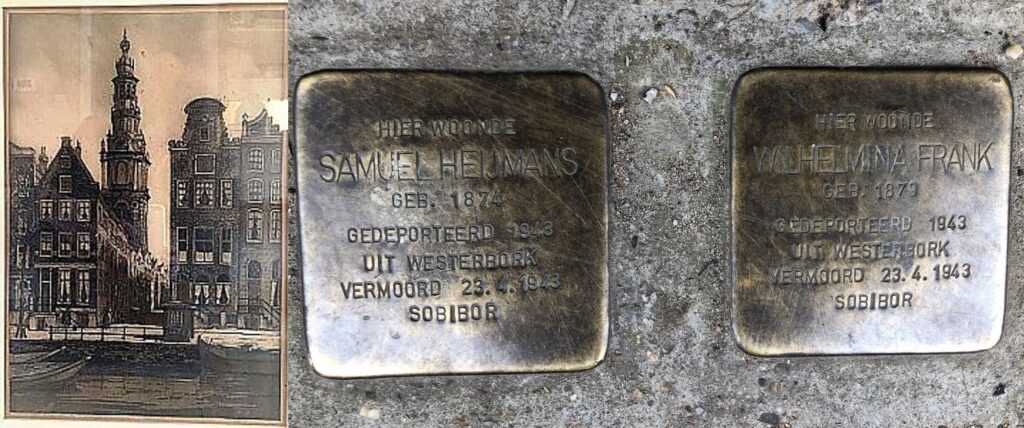 HIER WOONDE
SAMUEL HEIJMANS
GEB. 1874
GEDEPORTEERD 1943
UIT WESTERBORK
VERMOORD 23.4.1943
SOBIBOR
HIER WOONDE
WILHELMINA FRANK
GEB. 1879
GEDEPORTEERD 1943
UIT WESTERBORK
VERMOORD 23.4.1943
SOBIBOR